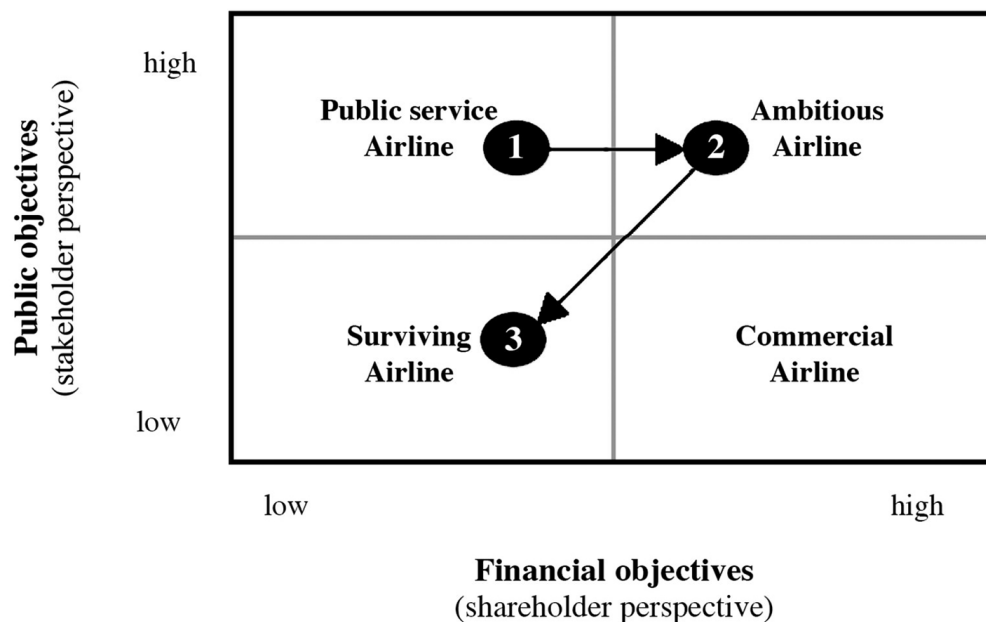 high
Public objectives
(stakeholder perspective)
Public service
Airline
1
2
Ambitious
Airline
Surviving
Airline
3
Commercial
Airline
low
low
high
Financial objectives
(shareholder perspective)